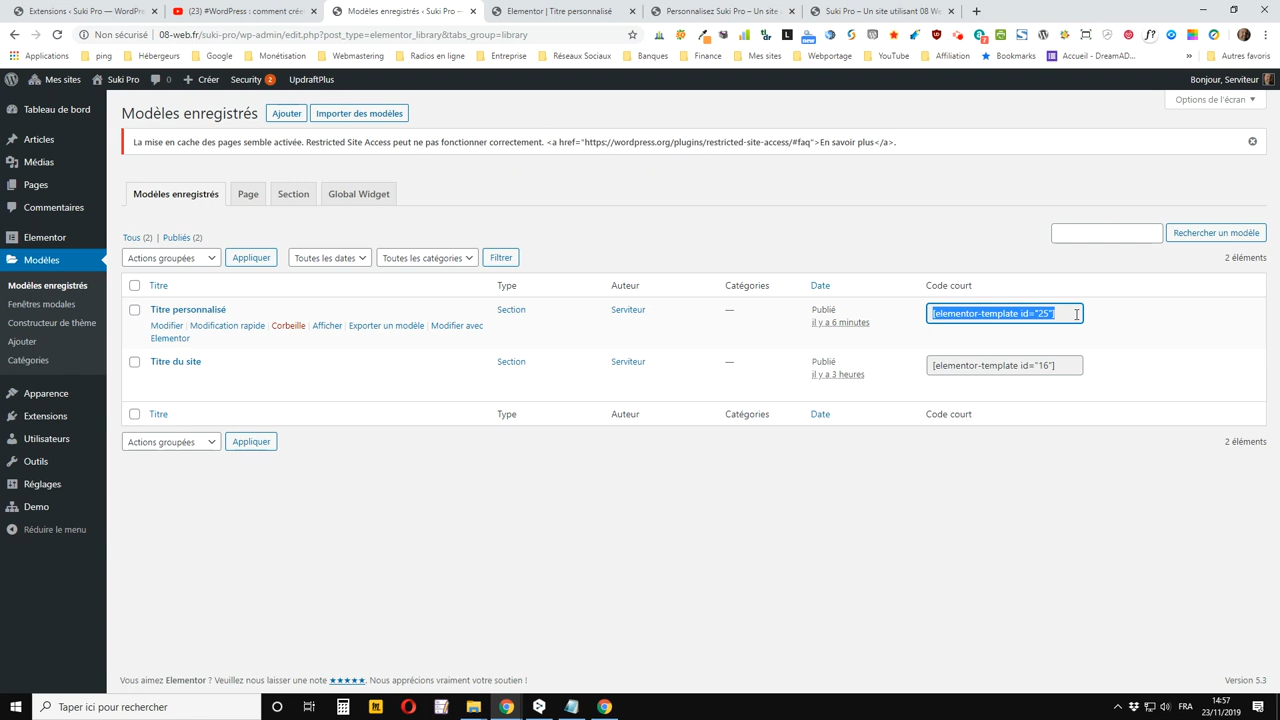 Extensions ‹ Suki Pro — WordPre
(23) #WordPress : comment crée
Modèles enregistrés ‹ Suki Pro —
Elementor | Titre personnalisé
Personnalisez Suki Pro – Un site
Suki Pro – Un site utilisant 08 We
Non sécurisé
08-web.fr/suki-pro/wp-admin/edit.php?post_type=elementor_library&tabs_group=library
Applications
ping
Hébergeurs
Google
Monétisation
Webmastering
Radios en ligne
Entreprise
Réseaux Sociaux
Banques
Finance
Mes sites
Webportage
YouTube
Affiliation
Bookmarks
Accueil - DreamAD...
»
Autres favoris
Mes sites
Suki Pro
0
Créer
Security 2
UpdraftPlus
Bonjour, Serviteur
Tableau de bord
Articles
Médias
Pages
Commentaires
Elementor
Modèles
Modèles enregistrés
Fenêtres modales
Constructeur de thème
Ajouter
Catégories
Apparence
Extensions
Utilisateurs
Outils
Réglages
Demo
Réduire le menu
Options de l'écran
Modèles enregistrés
Ajouter
Importer des modèles
La mise en cache des pages semble activée. Restricted Site Access peut ne pas fonctionner correctement. <a href="https://wordpress.org/plugins/restricted-site-access/#faq">En savoir plus</a>.
Modèles enregistrés
Page
Section
Global Widget
Tous (2) | Publiés (2)
Rechercher un modèle
Actions groupées
Appliquer
Toutes les dates
Toutes les catégories
Filtrer
2 éléments
Titre
Type
Auteur
Catégories
Date
Code court
Titre personnalisé
Section
Serviteur
—
Publié
il y a 6 minutes
[elementor-template id="25"]
Modifier | Modification rapide | Corbeille | Afficher | Exporter un modèle | Modifier avec
Elementor
Titre du site
Section
Serviteur
—
Publié
il y a 3 heures
[elementor-template id="16"]
Titre
Type
Auteur
Catégories
Date
Code court
Actions groupées
Appliquer
2 éléments
Vous aimez Elementor ? Veuillez nous laisser une note ★★★★★. Nous apprécions vraiment votre soutien !
Version 5.3
Taper ici pour rechercher
FRA
14:57
23/11/2019